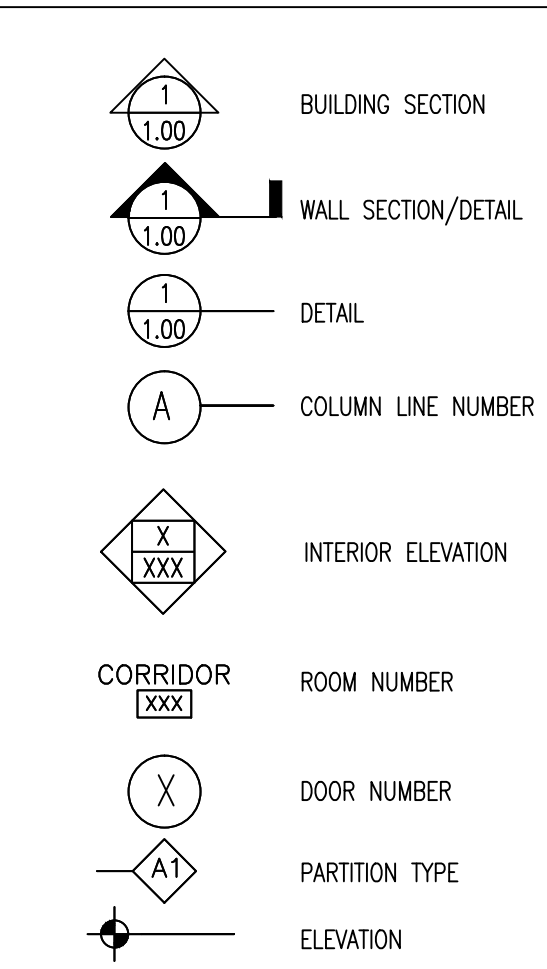 1
1.00
BUILDING SECTION
1
1.00
WALL SECTION/DETAIL
1
1.00
DETAIL
A
COLUMN LINE NUMBER
X
XXX
INTERIOR ELEVATION
CORRIDOR
XXX
ROOM NUMBER
X
DOOR NUMBER
A1
PARTITION TYPE
ELEVATION